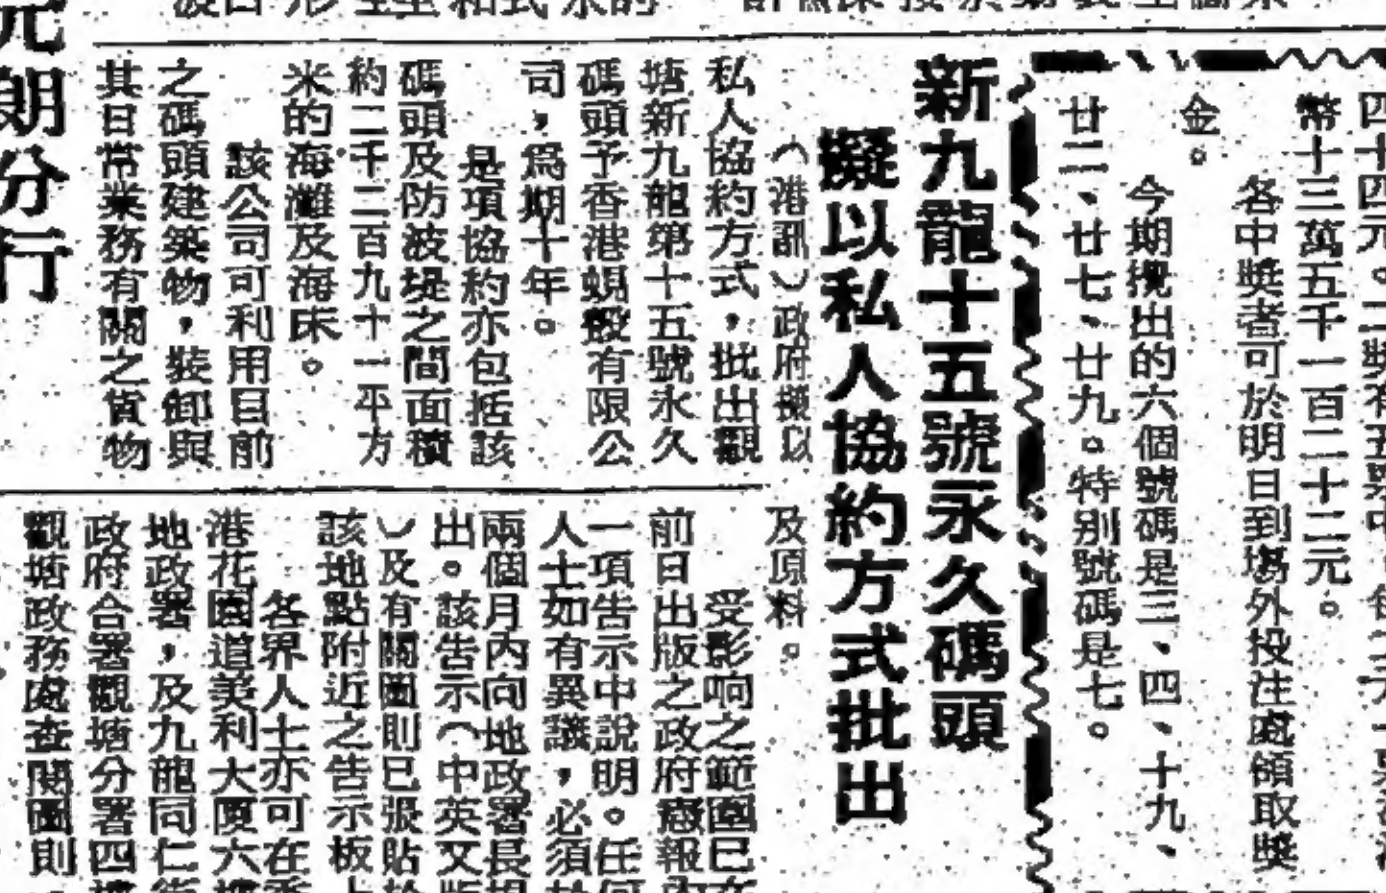 四十四元。二獎有五票中，每二元一票
幣十三萬五千一百二十二元。
各中獎者可於明日到場外投注處領取獎
金。
今期攪出的六個號碼是三、四、十九、
廿二、廿七、廿九。特別號碼是七。
新九龍十五號永久碼頭
擬以私人協約方式批出
（港訊）政府擬以
私人協約方式，批出觀
塘新九龍第十五號永久
碼頭予香港蜆殼有限公
司，爲期十年。
是項協約亦包括該
碼頭及防波堤之間面積
約二千二百九十一平方
米的海灘及海床。
該公司可利用目前
之碼頭建築物，裝卸與
其日常業務有關之貨物
及原料。
受影响之範圍已在
前日出版之政府憲報內
一項告示中說明。任何
人士如有異議，必須於
兩個月內向地政署長提
出。該告示（中英文版
）及有關圖則已張貼於
該地點附近之告示板上
各界人士亦可在香
港花園道美利大厦六樓
地政署，及九龍同仁街
政府合署觀塘分署四樓
觀塘政務處查閱圖則
元朗分行